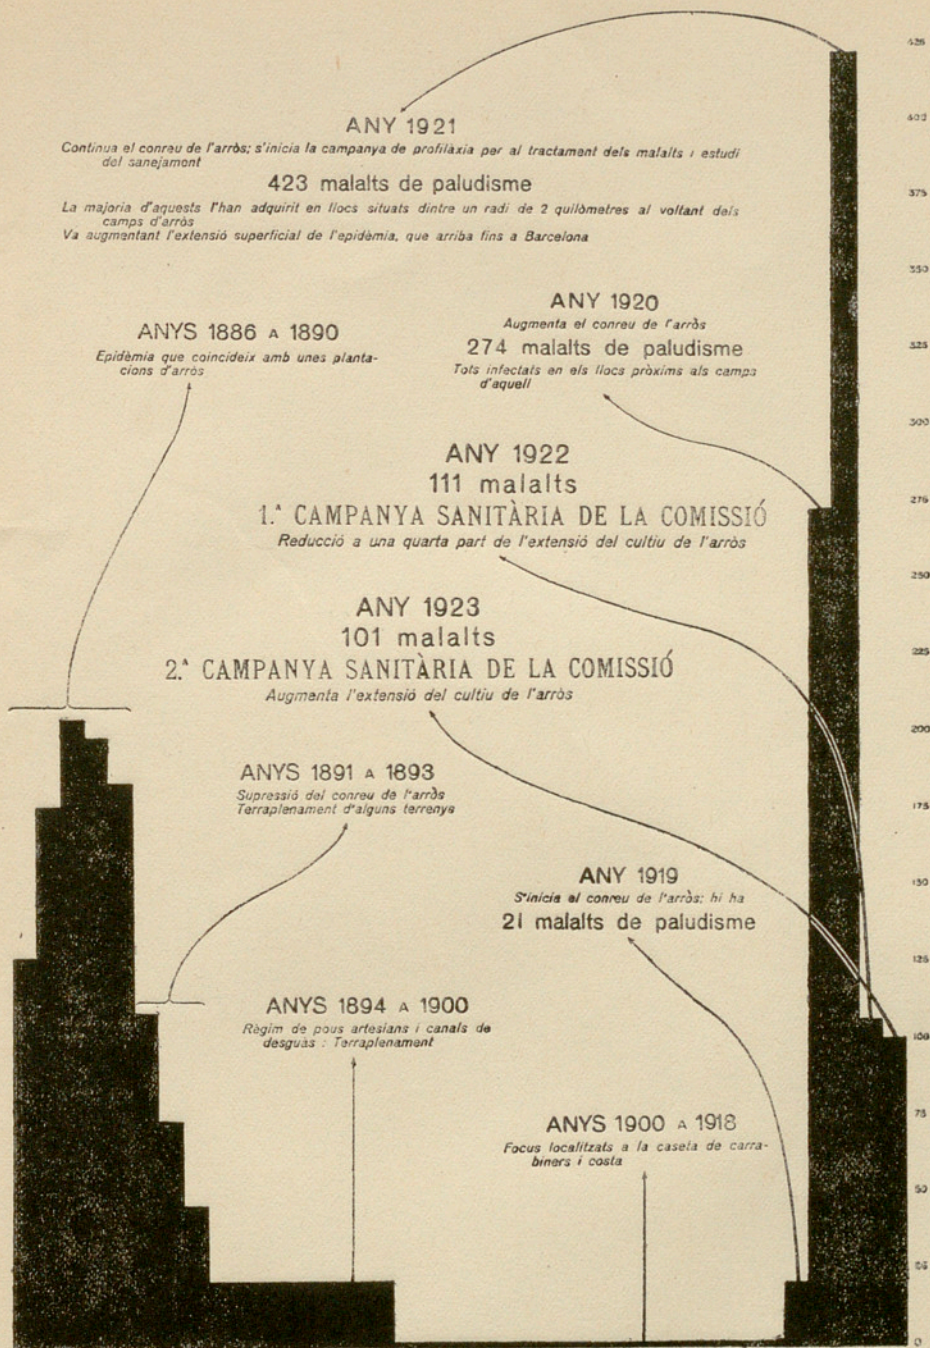 ANY 1921
Continua el conreu de l'arròs; s'inicia la campanya de profilàxia per al tractament dels malalts i estudi
del sanejament
423 malalts de paludisme
La majoria d'aquests l'han adquirit en llocs situats dintre un radi de 2 quilòmetres al voltant dels
camps d'arròs
Va augmentant l'extensió superficial de l'epidèmia, que arriba fins a Barcelona
ANYS 1886 A 1890
Epidèmia que coincideix amb unes planta-
cions d'arròs
ANY 1920
Augmenta el conreu de l'arròs
274 malalts de paludisme
Tots infectats en els llocs pròxims als camps
d'aquell
ANY 1922
111 malalts
1.ª CAMPANYA SANITÀRIA DE LA COMISSIÓ
Reducció a una quarta part de l'extensió del cultiu de l'arròs
ANY 1923
101 malalts
2.ª CAMPANYA SANITÀRIA DE LA COMISSIÓ
Augmenta l'extensió del cultiu de l'arròs
ANYS 1891 A 1893
Supressió del conreu de l'arròs
Terraplenament d'alguns terrenys
ANY 1919
S'inicia el conreu de l'arròs; hi ha
21 malalts de paludisme
ANYS 1894 A 1900
Règim de pous artesians i canals de
desguàs : Terraplenament
ANYS 1900 A 1918
Focus localitzats a la caseta de carra-
biners i costa
425
400
375
350
325
300
275
250
225
200
175
150
125
100
75
50
25
0